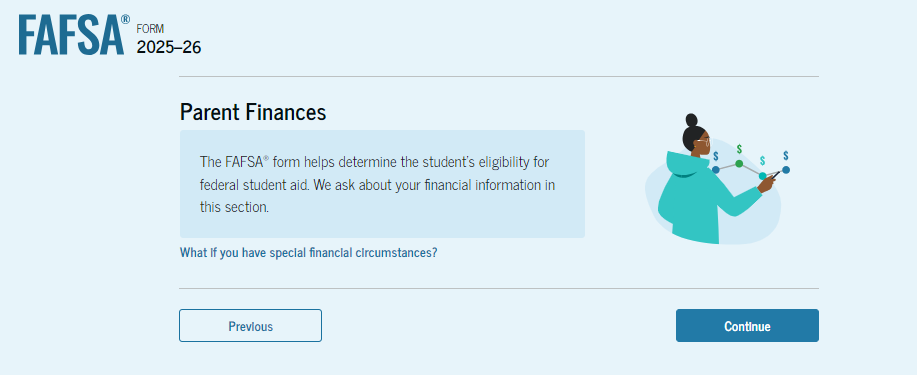 FAFSA® FORM
2025–26
Parent Finances
The FAFSA® form helps determine the student's eligibility for
federal student aid. We ask about your financial information in
this section.
$ $ $ $
What if you have special financial circumstances?
Previous
Continue